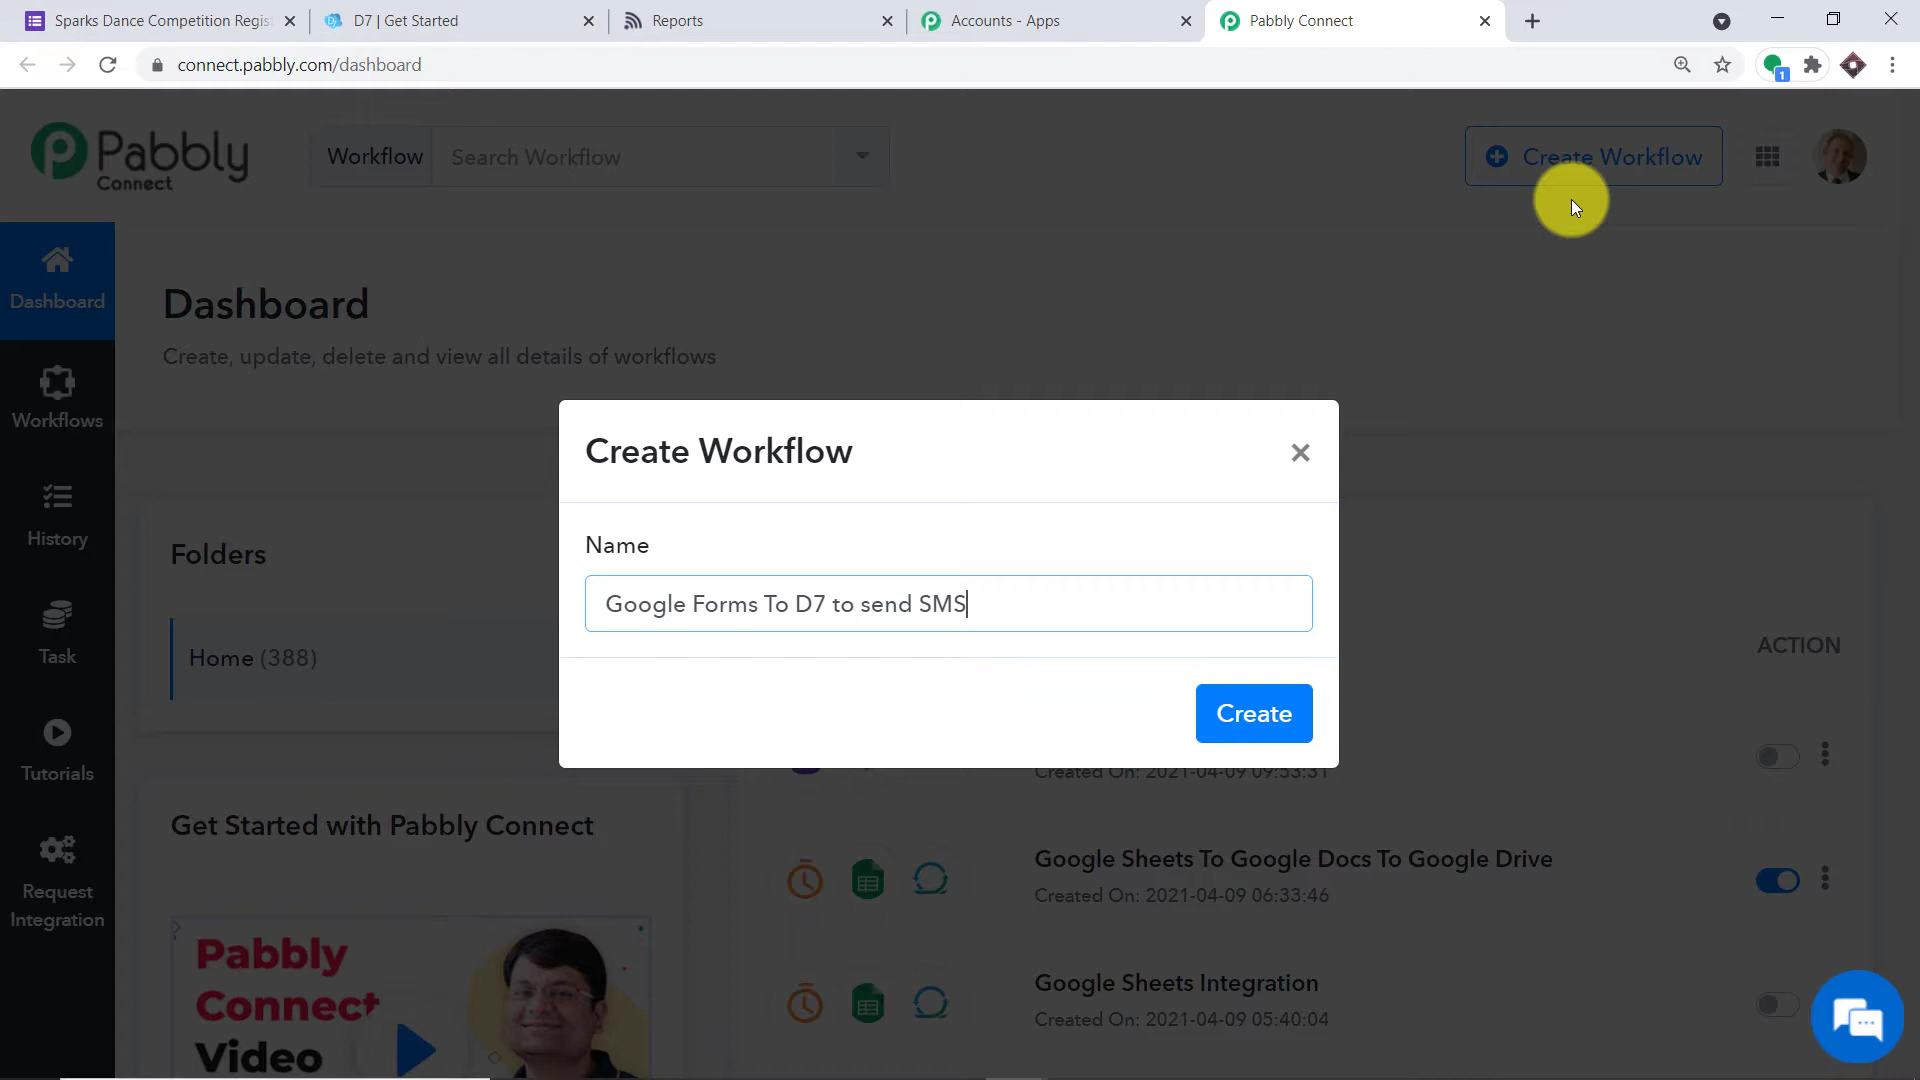 Sparks Dance Competition Regis
D7 | Get Started
Reports
Accounts - Apps
Pabbly Connect
connect.pabbly.com/dashboard
1
Pabbly
Connect
Workflow
Search Workflow
Create Workflow
Dashboard
Workflows
History
Task
Tutorials
Request
Integration
Dashboard
Create, update, delete and view all details of workflows
Create Workflow
Name
Google Forms To D7 to send SMS
Create
Folders
Home (388)
ACTION
Created On: 2021-04-09 09:53:31
Get Started with Pabbly Connect
Google Sheets To Google Docs To Google Drive
Created On: 2021-04-09 06:33:46
Google Sheets Integration
Created On: 2021-04-09 05:40:04
Pabbly
Connect
Video